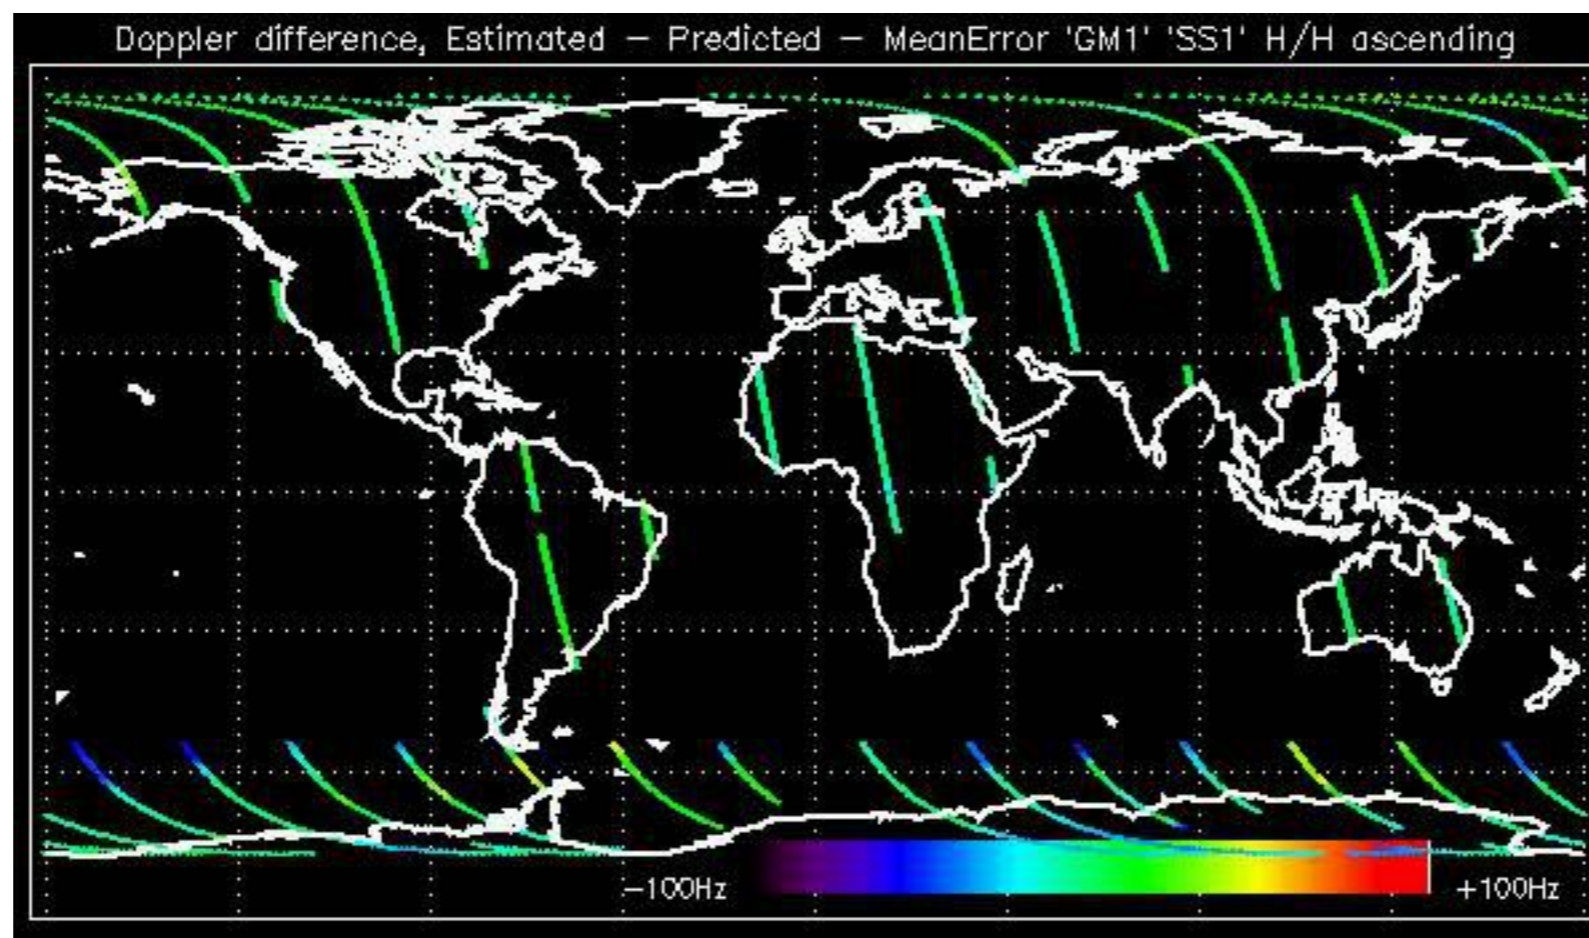 Doppler difference, Estimated – Predicted – MeanError 'GM1' 'SS1' H/H ascending
–100Hz +100Hz